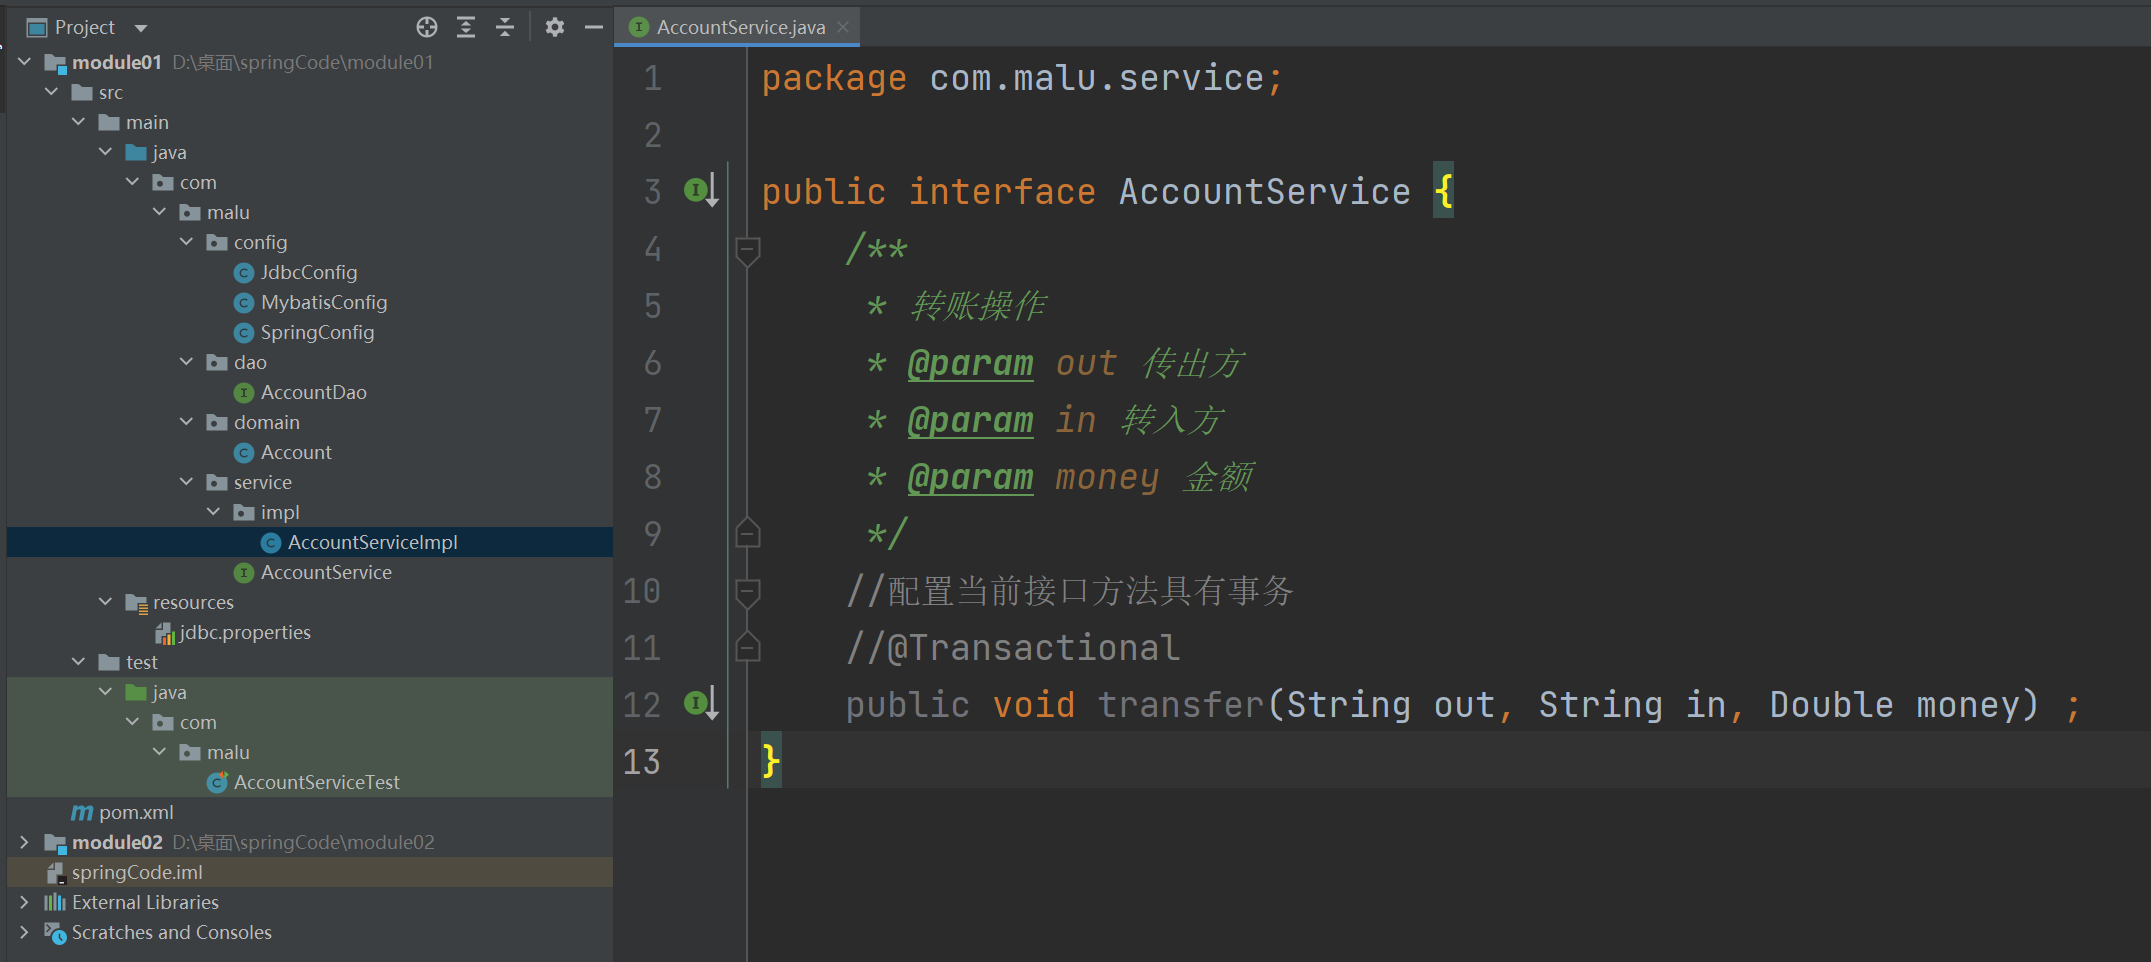 Project
module01 D:\桌面\springCode\module01
src
main
java
com
malu
config
JdbcConfig
MybatisConfig
SpringConfig
dao
AccountDao
domain
Account
service
impl
AccountServiceImpl
AccountService
resources
jdbc.properties
test
java
com
malu
AccountServiceTest
pom.xml
module02 D:\桌面\springCode\module02
springCode.iml
External Libraries
Scratches and Consoles
AccountService.java
1 package com.malu.service;
2
3 public interface AccountService {
4 /**
5 * 转账操作
6 * @param out 传出方
7 * @param in 转入方
8 * @param money 金额
9 */
10 //配置当前接口方法具有事务
11 //@Transactional
12 public void transfer(String out, String in, Double money) ;
13 }